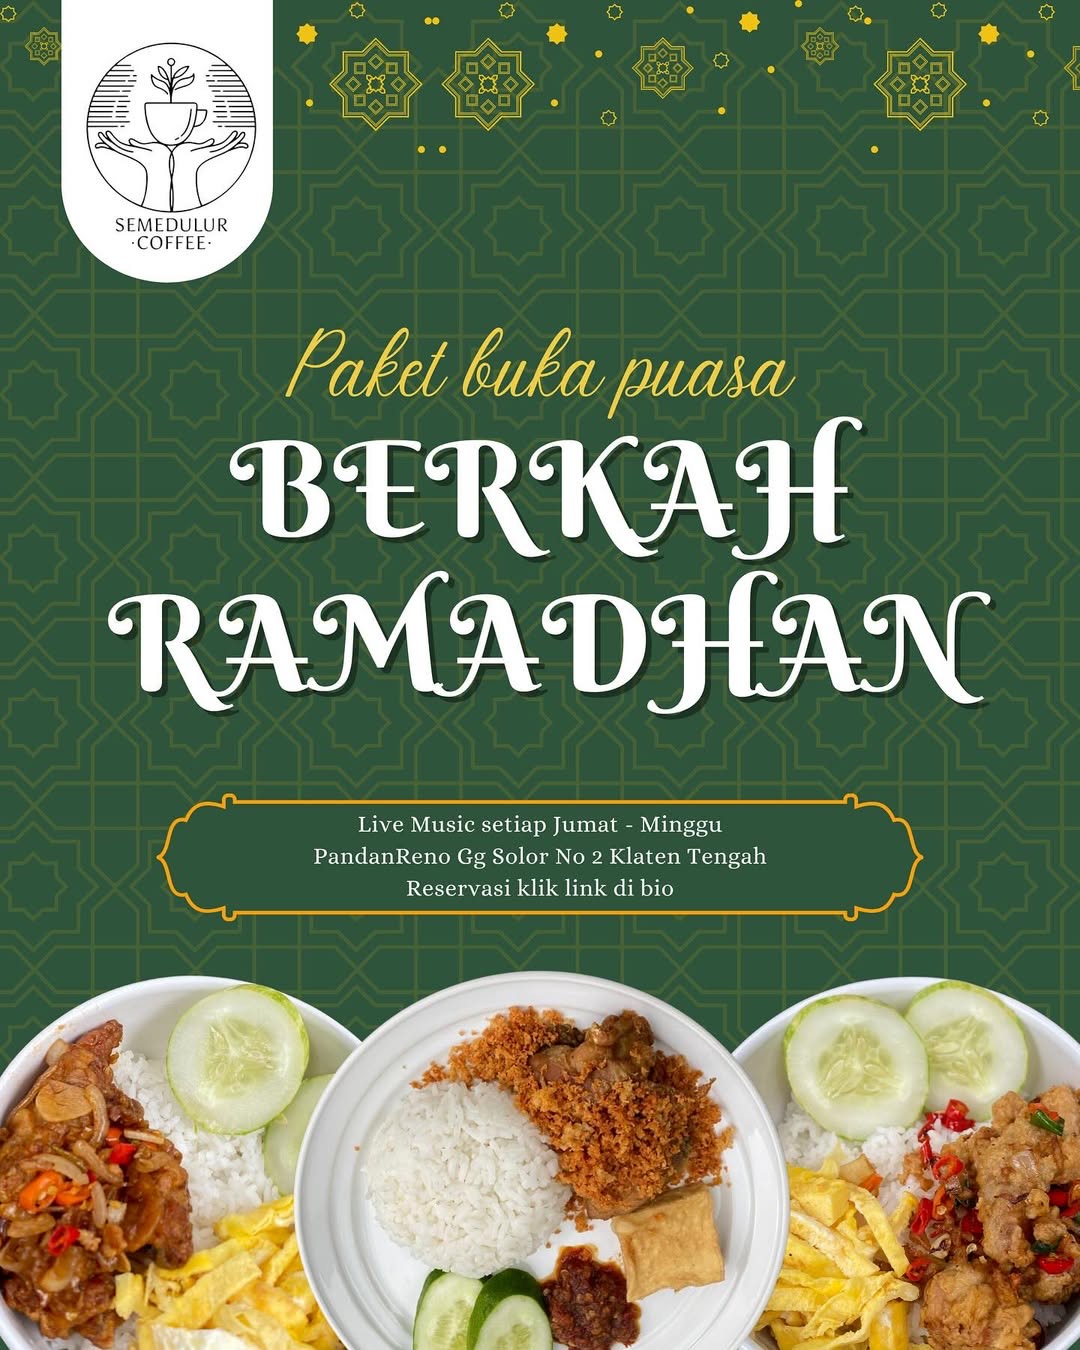 SEMEDULUR
·COFFEE·
Paket buka puasa
BERKAH
RAMADHAN
Live Music setiap Jumat - Minggu
PandanReno Gg Solor No 2 Klaten Tengah
Reservasi klik link di bio